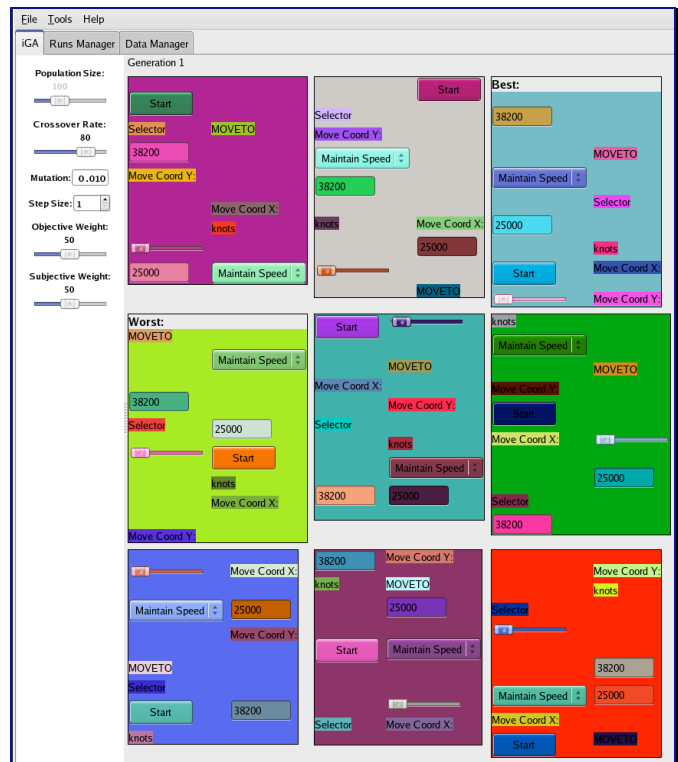 File Tools Help
iGA Runs Manager Data Manager
Population Size:
100
Crossover Rate:
80
Mutation: 0.010
Step Size: 1
Objective Weight:
50
Subjective Weight:
50
Generation 1
Start
Selector MOVETO
38200
Move Coord Y:
Move Coord X:
knots
25000 Maintain Speed
Start
Selector
Move Coord Y:
Maintain Speed
38200
knots Move Coord X:
25000
MOVETO
Best:
38200
MOVETO
Maintain Speed
Selector
25000
knots
Start Move Coord X:
Move Coord Y:
Worst:
MOVETO
Maintain Speed
38200
Selector 25000
Start
knots
Move Coord X:
Move Coord Y:
Start
MOVETO
Move Coord X:
Move Coord Y:
Selector
knots
Maintain Speed
38200 25000
knots
Maintain Speed
MOVETO
Move Coord Y:
Start
Move Coord X:
25000
Selector
38200
Move Coord X:
Maintain Speed 25000
Move Coord Y:
MOVETO
Selector
Start 38200
knots
38200 Move Coord Y:
knots MOVETO
25000
Start Maintain Speed
Selector Move Coord X:
Move Coord Y:
knots
Selector
38200
Maintain Speed 25000
Move Coord X:
Start MOVETO